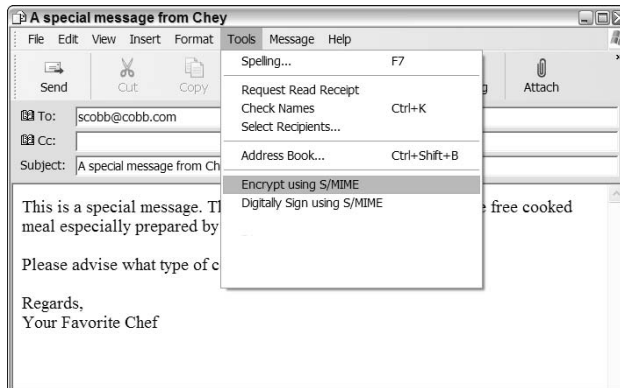 A special message from Chey
File Edit View Insert Format Tools Message Help
Send Cut Copy Attach
Spelling... F7
Request Read Receipt
Check Names Ctrl+K
Select Recipients...
Address Book... Ctrl+Shift+B
Encrypt using S/MIME
Digitally Sign using S/MIME
To: scobb@cobb.com
Cc:
Subject: A special message from Ch
This is a special message. e free cooked
meal especially prepared by
Please advise what type of c
Regards,
Your Favorite Chef